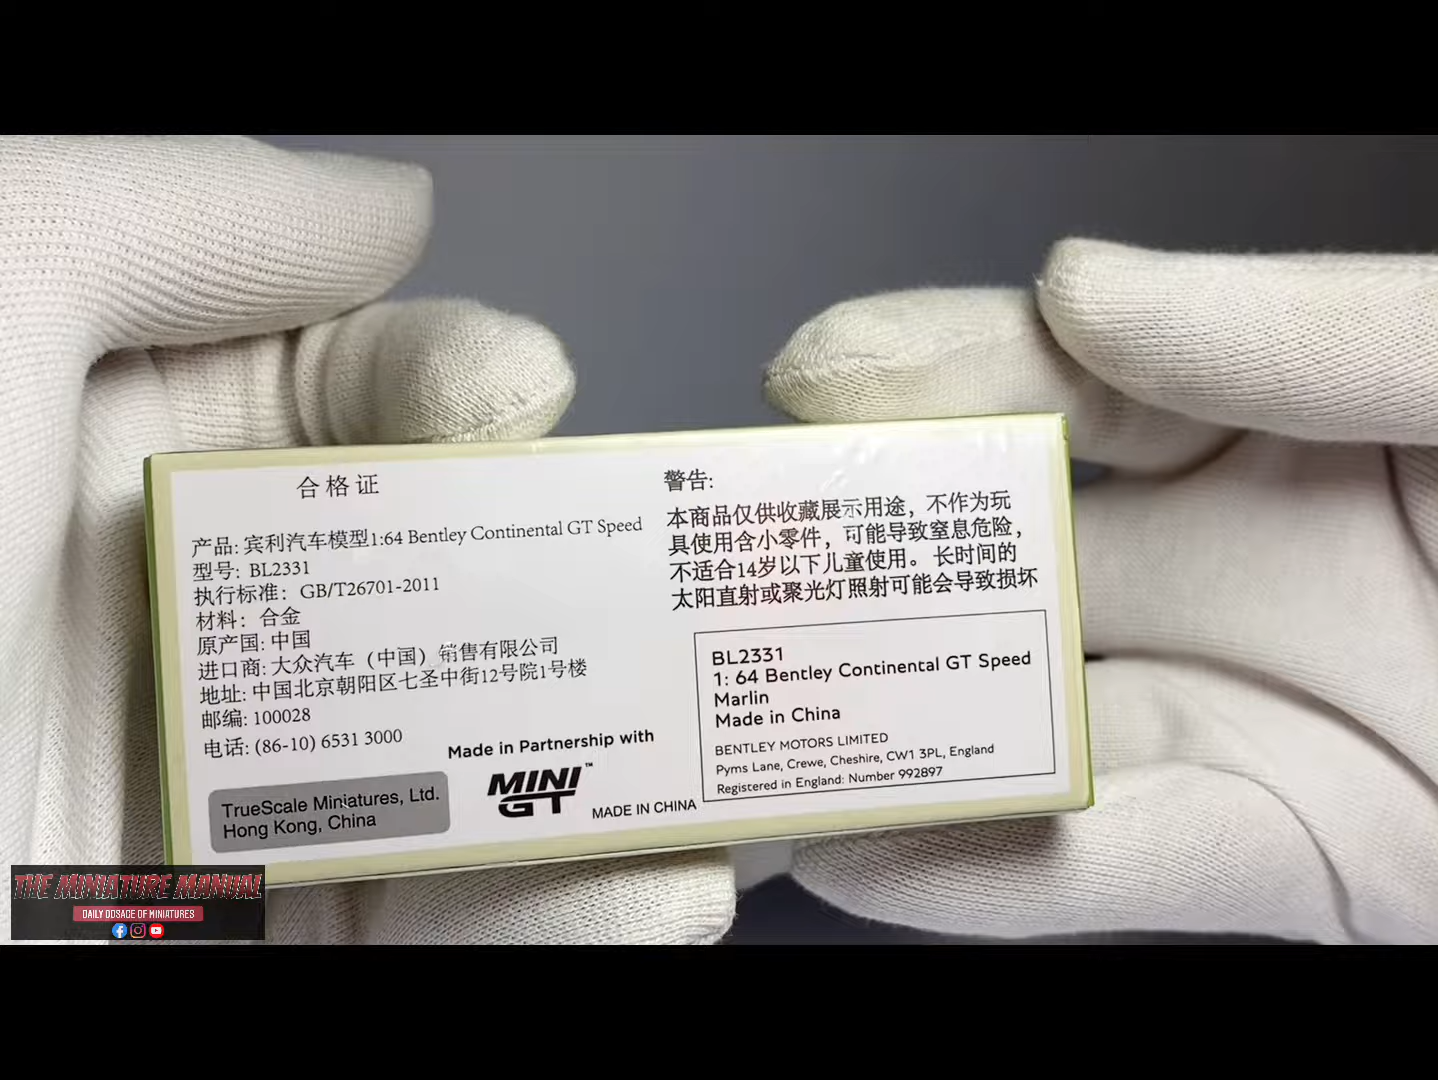 合格证
产品: 宾利汽车模型1:64 Bentley Continental GT Speed
型号: BL2331
执行标准: GB/T26701-2011
材料: 合金
原产国: 中国
进口商: 大众汽车（中国）销售有限公司
地址: 中国北京朝阳区七圣中街12号院1号楼
邮编: 100028
电话: (86-10) 6531 3000
TrueScale Miniatures, Ltd.
Hong Kong, China
Made in Partnership with
MINI GT™
MADE IN CHINA
警告:
本商品仅供收藏展示用途，不作为玩
具使用含小零件，可能导致窒息危险，
不适合14岁以下儿童使用。长时间的
太阳直射或聚光灯照射可能会导致损坏
BL2331
1: 64 Bentley Continental GT Speed
Marlin
Made in China
BENTLEY MOTORS LIMITED
Pyms Lane, Crewe, Cheshire, CW1 3PL, England
Registered in England: Number 992897
THE MINIATURE MANUAL
DAILY DOSAGE OF MINIATURES